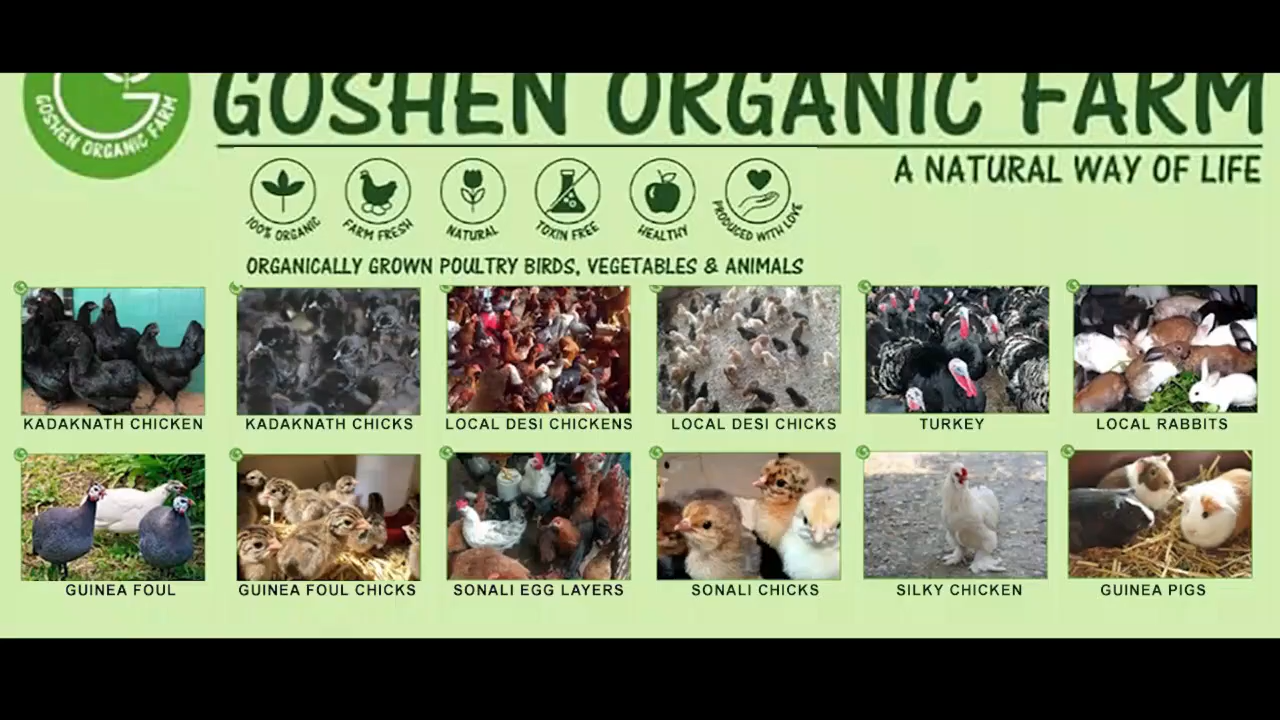 GOSHEN ORGANIC FARM
GOSHEN ORGANIC FARM
A NATURAL WAY OF LIFE
100% ORGANIC
FARM FRESH
NATURAL
TOXIN FREE
HEALTHY
PRODUCED WITH LOVE
ORGANICALLY GROWN POULTRY BIRDS, VEGETABLES & ANIMALS
KADAKNATH CHICKEN
KADAKNATH CHICKS
LOCAL DESI CHICKENS
LOCAL DESI CHICKS
TURKEY
LOCAL RABBITS
GUINEA FOUL
GUINEA FOUL CHICKS
SONALI EGG LAYERS
SONALI CHICKS
SILKY CHICKEN
GUINEA PIGS